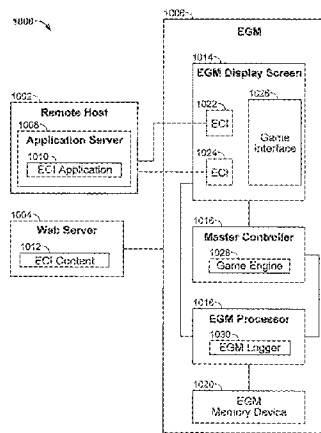 1000
1002
Remote Host
1008
Application Server
1010
ECI Application
1004
Web Server
1012
ECI Content
1006
EGM
1014
EGM Display Screen
1022
ECI
1026
Game Interface
1024
ECI
1016
Master Controller
1028
Game Engine
1018
EGM Processor
1030
EGM Logger
1020
EGM
Memory Device